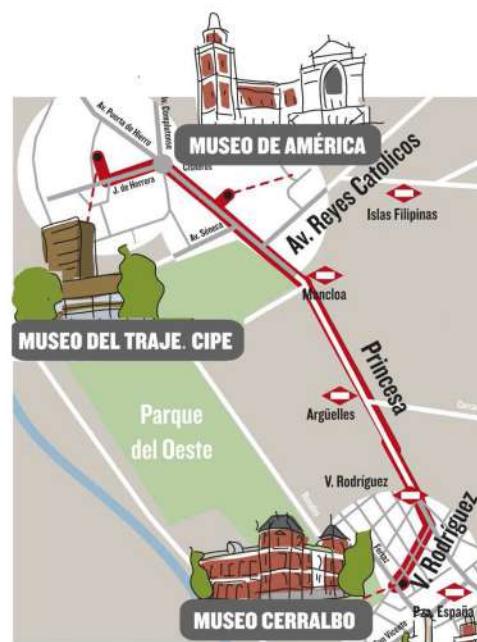 MUSEO DE AMÉRICA
Av. Puerta de Hierro
Av. Complutense
Cisneros
J. de Herrera
Av. Séneca
Av. Reyes Católicos
Islas Filipinas
Moncloa
MUSEO DEL TRAJE. CIPE
Princesa
Parque
del Oeste
Argüelles
V. Rodríguez
V. Rodríguez
Ferraz
MUSEO CERRALBO
Pza. España